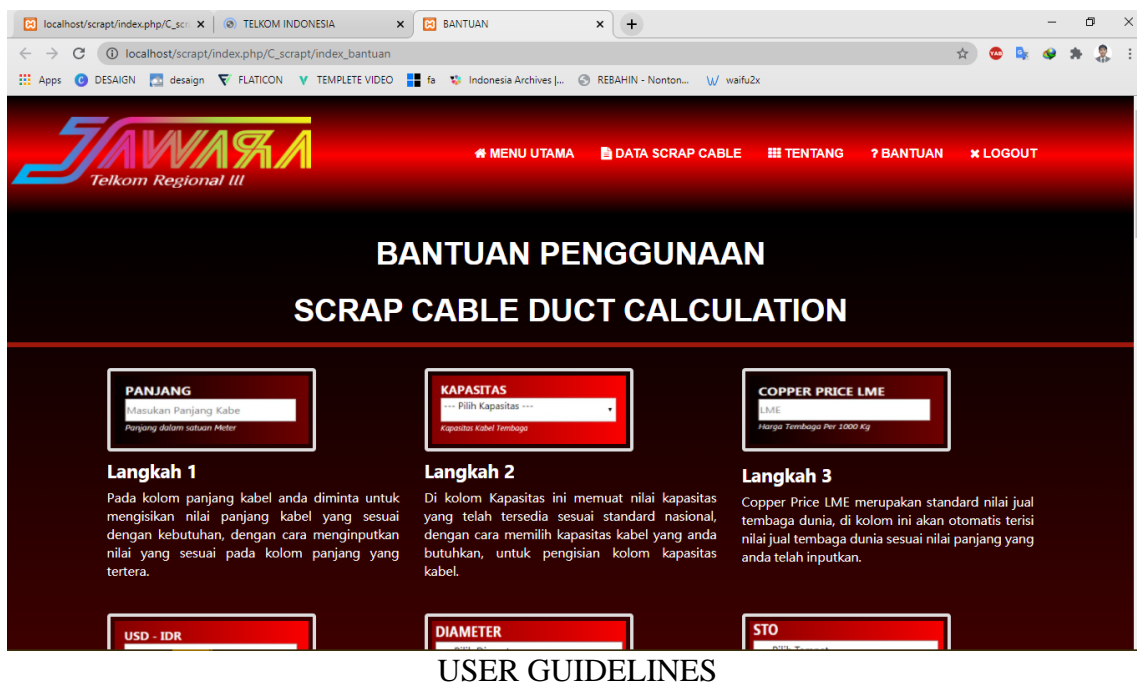 localhost/scrapt/index.php/C_scr
TELKOM INDONESIA
BANTUAN
localhost/scrapt/index.php/C_scrapt/index_bantuan
Apps DESAIGN desaign FLATICON TEMPLETE VIDEO fa Indonesia Archives |... REBAHIN - Nonton... waifu2x
JAWARA
Telkom Regional III
MENU UTAMA DATA SCRAP CABLE TENTANG ? BANTUAN LOGOUT
BANTUAN PENGGUNAAN
SCRAP CABLE DUCT CALCULATION
PANJANG
Masukan Panjang Kabe
Panjang dalam satuan Meter
Langkah 1
Pada kolom panjang kabel anda diminta untuk
mengisikan nilai panjang kabel yang sesuai
dengan kebutuhan, dengan cara menginputkan
nilai yang sesuai pada kolom panjang yang
tertera.
KAPASITAS
--- Pilih Kapasitas ---
Kapasitas Kabel Tembaga
Langkah 2
Di kolom Kapasitas ini memuat nilai kapasitas
yang telah tersedia sesuai standard nasional,
dengan cara memilih kapasitas kabel yang anda
butuhkan, untuk pengisian kolom kapasitas
kabel.
COPPER PRICE LME
LME
Harga Tembaga Per 1000 Kg
Langkah 3
Copper Price LME merupakan standard nilai jual
tembaga dunia, di kolom ini akan otomatis terisi
nilai jual tembaga dunia sesuai nilai panjang yang
anda telah inputkan.
USD - IDR
DIAMETER
STO
USER GUIDELINES